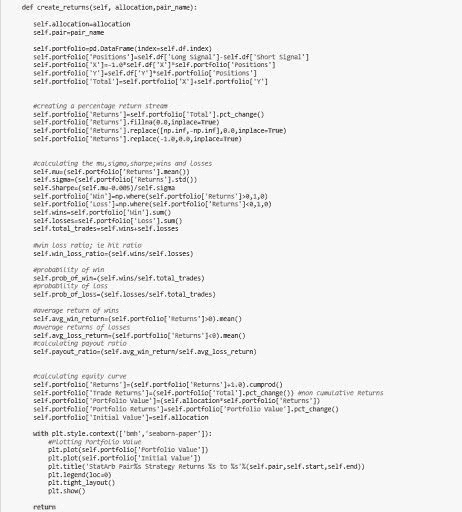 def create_returns(self, allocation,pair_name):
self.allocation=allocation
self.pair=pair_name
self.portfolio=pd.DataFrame(index=self.df.index)
self.portfolio['Positions']=self.df['Long Signal']-self.df['Short Signal']
self.portfolio['X']=-1.0*self.df['X']*self.portfolio['Positions']
self.portfolio['Y']=self.df['Y']*self.portfolio['Positions']
self.portfolio['Total']=self.portfolio['X']+self.portfolio['Y']
#creating a percentage return stream
self.portfolio['Returns']=self.portfolio['Total'].pct_change()
self.portfolio['Returns'].fillna(0.0,inplace=True)
self.portfolio['Returns'].replace([np.inf,-np.inf],0.0,inplace=True)
self.portfolio['Returns'].replace(-1.0,0.0,inplace=True)
#calculating the mu,sigma,sharpe;wins and losses
self.mu=(self.portfolio['Returns'].mean())
self.sigma=(self.portfolio['Returns'].std())
self.Sharpe=(self.mu-0.005)/self.sigma
self.portfolio['Win']=np.where(self.portfolio['Returns']>0,1,0)
self.portfolio['Loss']=np.where(self.portfolio['Returns']<0,1,0)
self.wins=self.portfolio['Win'].sum()
self.losses=self.portfolio['Loss'].sum()
self.total_trades=self.wins+self.losses
#win loss ratio; ie hit ratio
self.win_loss_ratio=(self.wins/self.losses)
#probability of win
self.prob_of_win=(self.wins/self.total_trades)
#probability of loss
self.prob_of_loss=(self.losses/self.total_trades)
#average return of wins
self.avg_win_return=(self.portfolio['Returns']>0).mean()
#average returns of losses
self.avg_loss_return=(self.portfolio['Returns']<0).mean()
#calculating payout ratio
self.payout_ratio=(self.avg_win_return/self.avg_loss_return)
#calculating equity curve
self.portfolio['Returns']=(self.portfolio['Returns']+1.0).cumprod()
self.portfolio['Trade Returns']=(self.portfolio['Total'].pct_change()) #non cumulative Returns
self.portfolio['Portfolio Value']=(self.allocation*self.portfolio['Returns'])
self.portfolio['Portfolio Returns']=self.portfolio['Portfolio Value'].pct_change()
self.portfolio['Initial Value']=self.allocation
with plt.style.context(['bmh','seaborn-paper']):
#Plotting Portfolio Value
plt.plot(self.portfolio['Portfolio Value'])
plt.plot(self.portfolio['Initial Value'])
plt.title('StatArb Pair%s Strategy Returns %s to %s'%(self.pair,self.start,self.end))
plt.legend(loc=0)
plt.tight_layout()
plt.show()
return